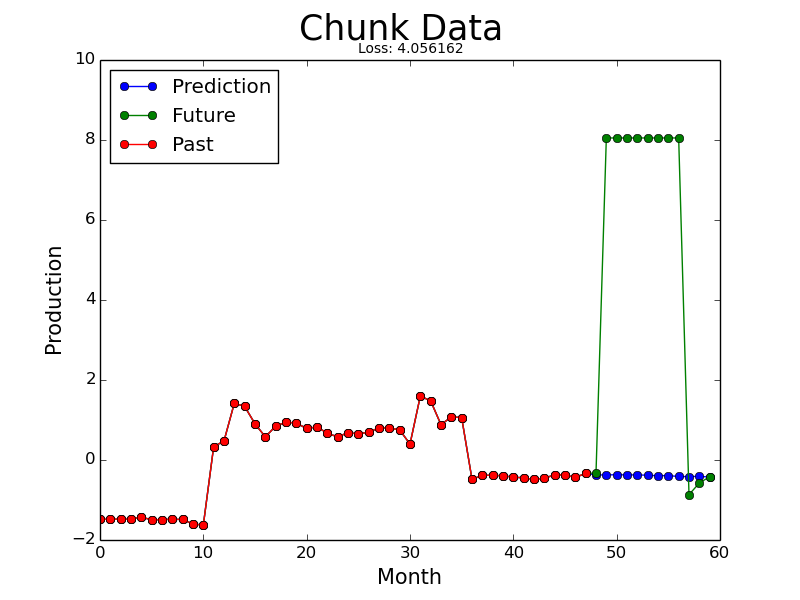 Chunk Data
Loss: 4.056162
Prediction
Future
Past
10
8
6
4
2
0
−2
Production
0 10 20 30 40 50 60
Month